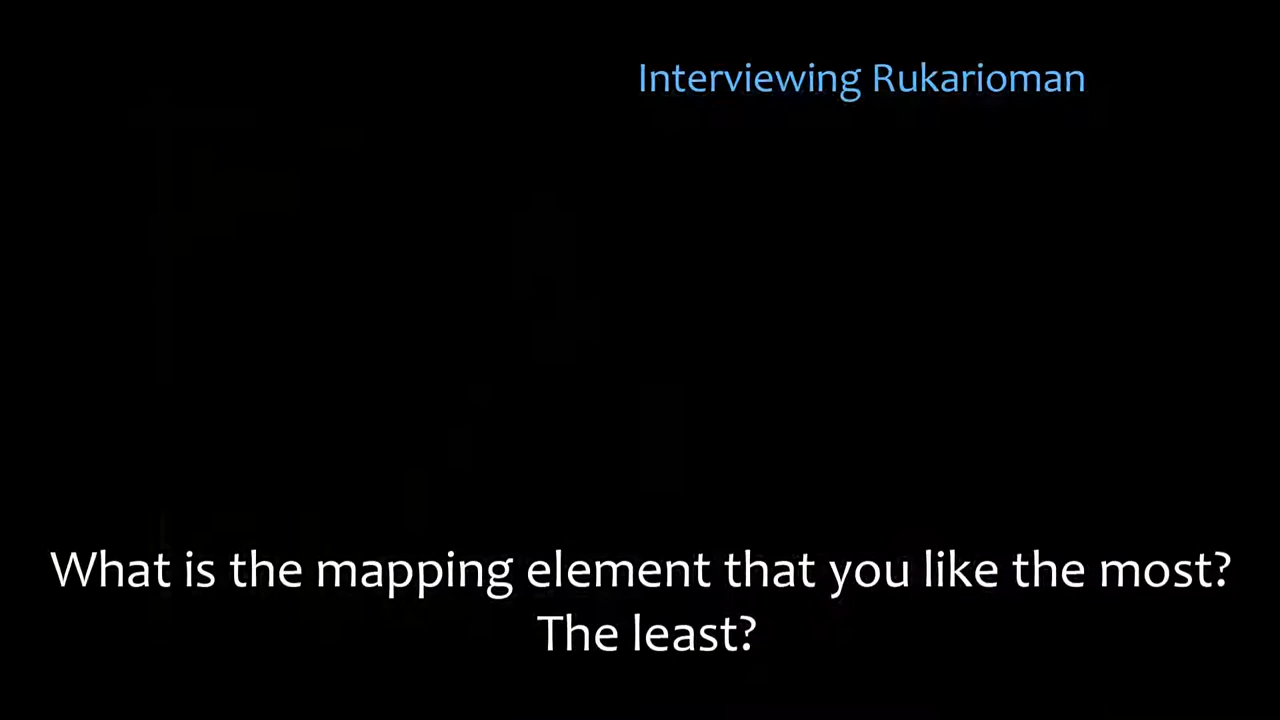 Interviewing Rukarioman
What is the mapping element that you like the most?
The least?